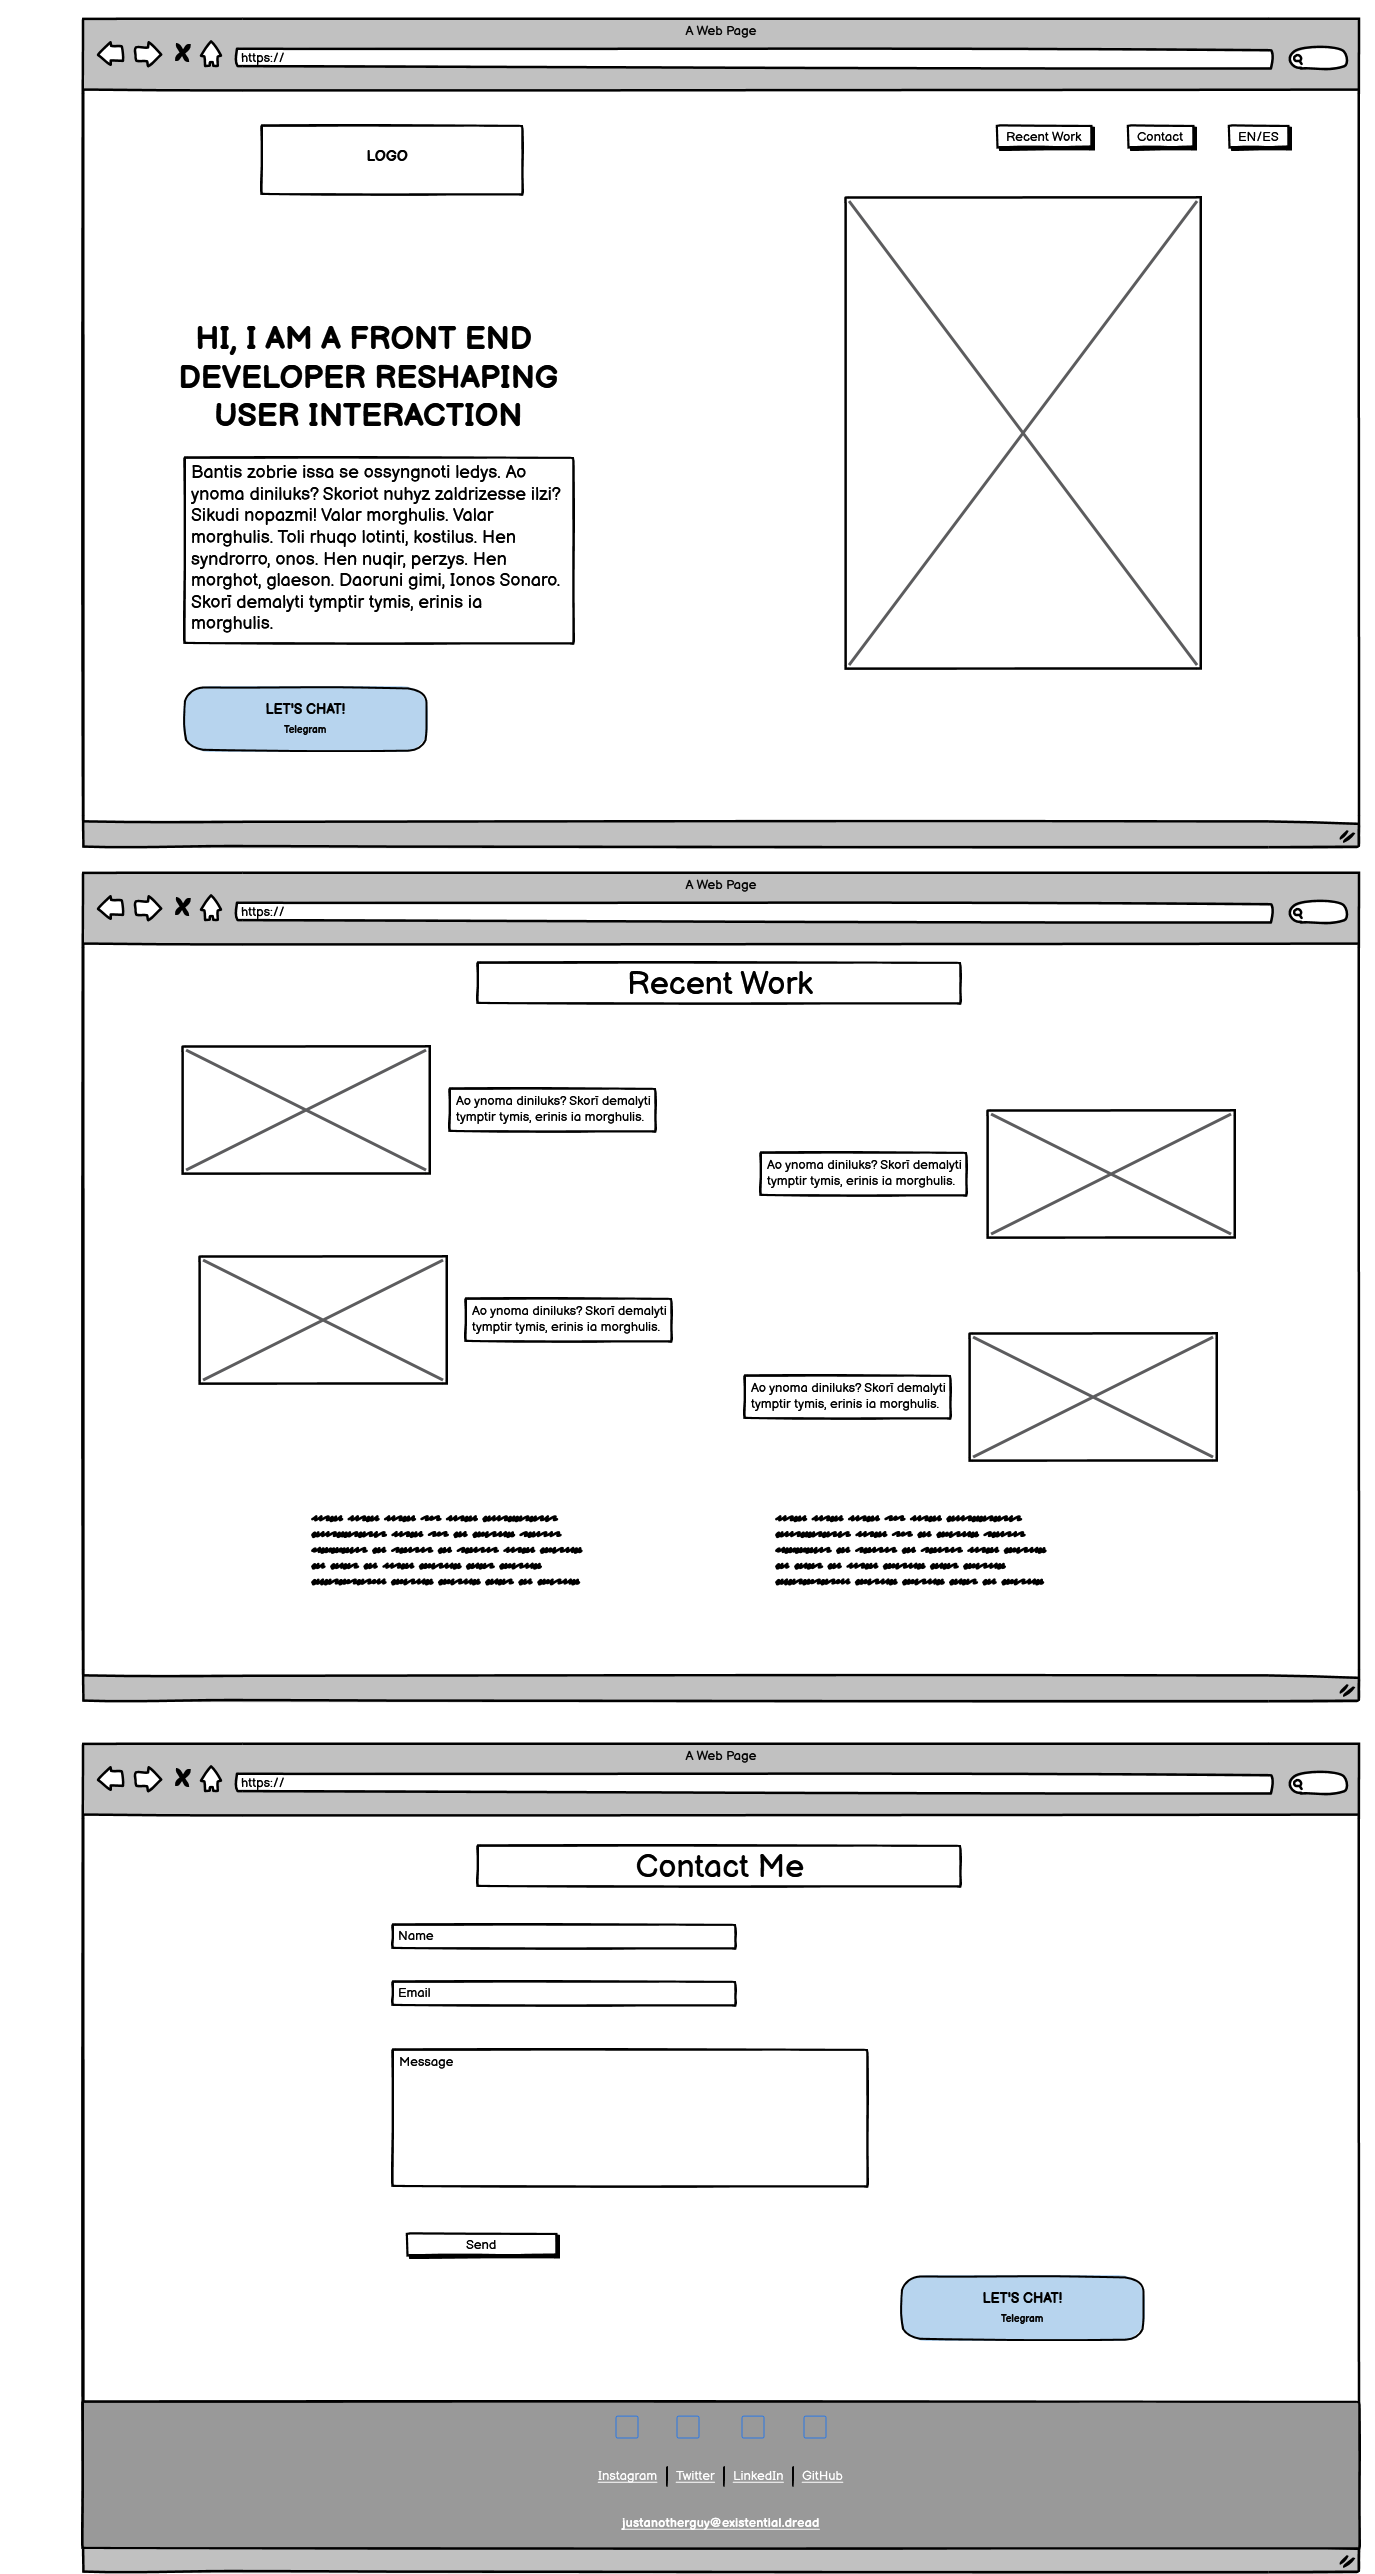 A Web Page
https://
LOGO
Recent Work
Contact
EN/ES
HI, I AM A FRONT END
DEVELOPER RESHAPING
USER INTERACTION
Bantis zobrie issa se ossyngnoti ledys. Ao
ynoma diniluks? Skoriot nuhyz zaldrizesse ilzi?
Sikudi nopazmi! Valar morghulis. Valar
morghulis. Toli rhuqo lotinti, kostilus. Hen
syndrorro, onos. Hen nuqir, perzys. Hen
morghot, glaeson. Daoruni gimi, Ionos Sonaro.
Skorī demalyti tymptir tymis, erinis ia
morghulis.
LET'S CHAT!
Telegram
A Web Page
https://
Recent Work
Ao ynoma diniluks? Skorī demalyti
tymptir tymis, erinis ia morghulis.
Ao ynoma diniluks? Skorī demalyti
tymptir tymis, erinis ia morghulis.
Ao ynoma diniluks? Skorī demalyti
tymptir tymis, erinis ia morghulis.
Ao ynoma diniluks? Skorī demalyti
tymptir tymis, erinis ia morghulis.
A Web Page
https://
Contact Me
Name
Email
Message
Send
LET'S CHAT!
Telegram
Instagram | Twitter | LinkedIn | GitHub
justanotherguy@existential.dread